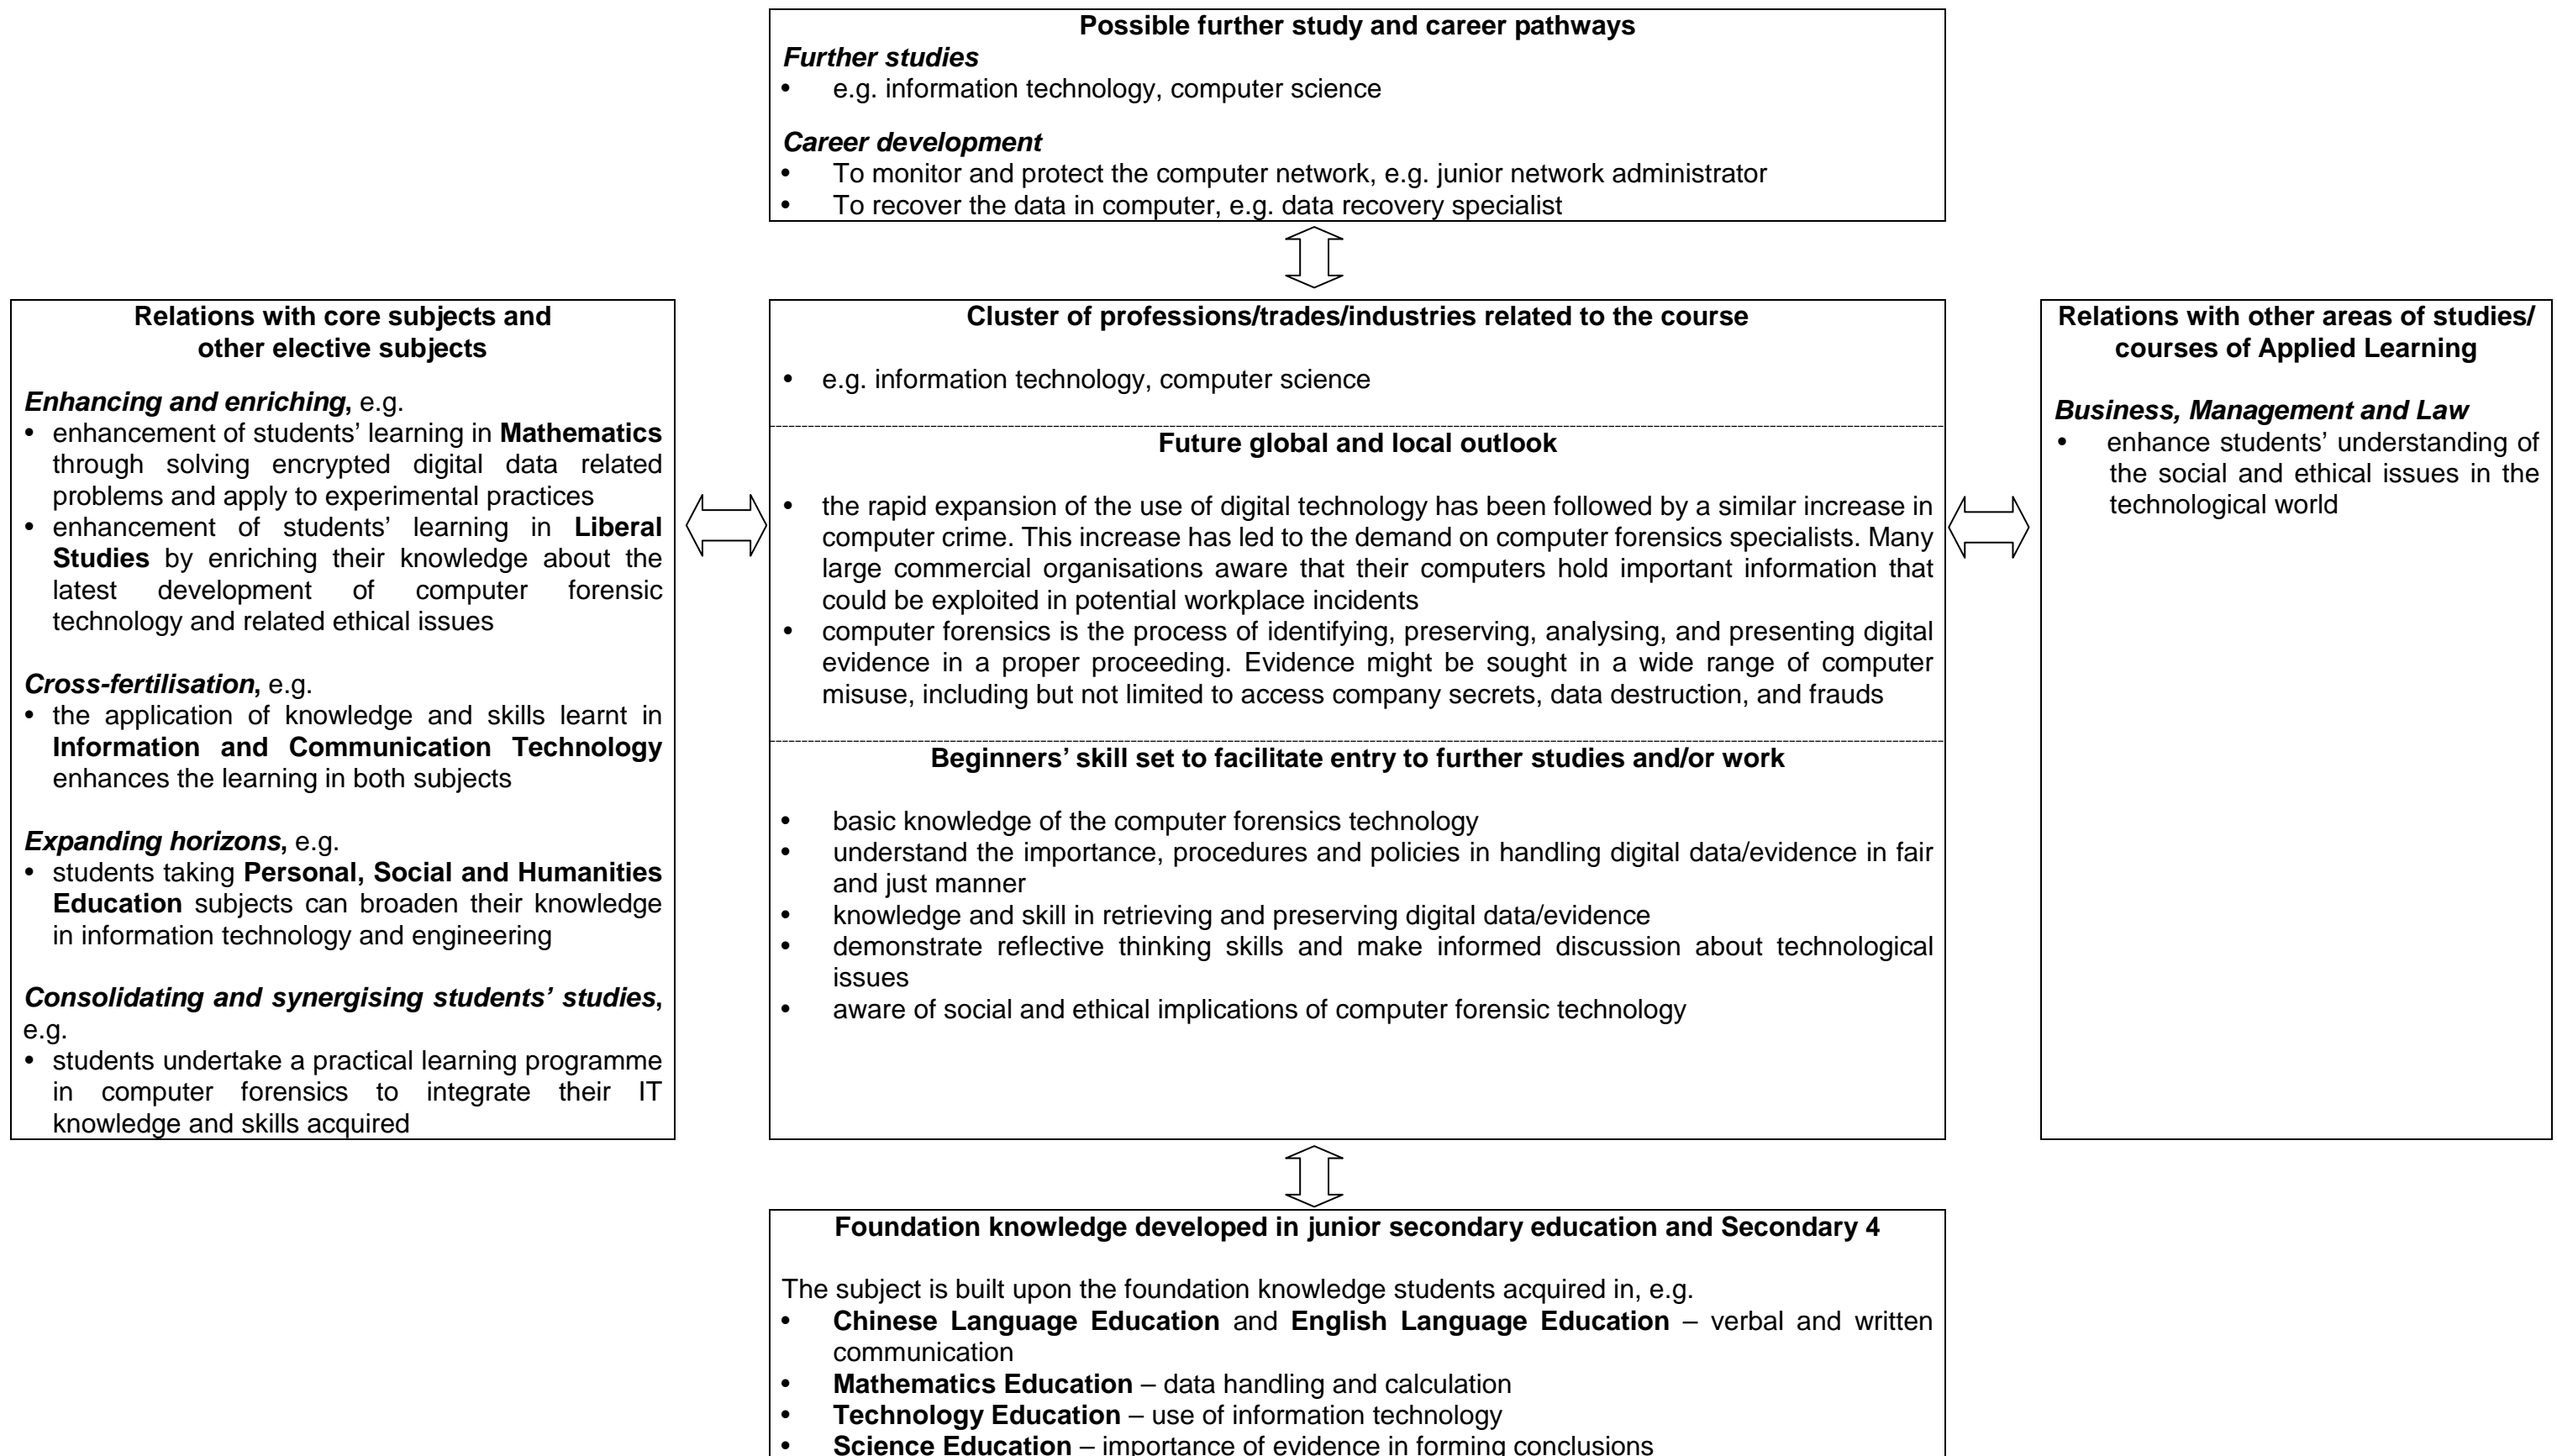 Possible further study and career pathways
Further studies
• e.g. information technology, computer science
Career development
• To monitor and protect the computer network, e.g. junior network administrator
• To recover the data in computer, e.g. data recovery specialist
Relations with core subjects and
other elective subjects
Enhancing and enriching, e.g.
• enhancement of students’ learning in Mathematics
through solving encrypted digital data related
problems and apply to experimental practices
• enhancement of students’ learning in Liberal
Studies by enriching their knowledge about the
latest development of computer forensic
technology and related ethical issues
Cross-fertilisation, e.g.
• the application of knowledge and skills learnt in
Information and Communication Technology
enhances the learning in both subjects
Expanding horizons, e.g.
• students taking Personal, Social and Humanities
Education subjects can broaden their knowledge
in information technology and engineering
Consolidating and synergising students’ studies,
e.g.
• students undertake a practical learning programme
in computer forensics to integrate their IT
knowledge and skills acquired
Cluster of professions/trades/industries related to the course
• e.g. information technology, computer science
Future global and local outlook
• the rapid expansion of the use of digital technology has been followed by a similar increase in
computer crime. This increase has led to the demand on computer forensics specialists. Many
large commercial organisations aware that their computers hold important information that
could be exploited in potential workplace incidents
• computer forensics is the process of identifying, preserving, analysing, and presenting digital
evidence in a proper proceeding. Evidence might be sought in a wide range of computer
misuse, including but not limited to access company secrets, data destruction, and frauds
Beginners’ skill set to facilitate entry to further studies and/or work
• basic knowledge of the computer forensics technology
• understand the importance, procedures and policies in handling digital data/evidence in fair
and just manner
• knowledge and skill in retrieving and preserving digital data/evidence
• demonstrate reflective thinking skills and make informed discussion about technological
issues
• aware of social and ethical implications of computer forensic technology
Relations with other areas of studies/
courses of Applied Learning
Business, Management and Law
• enhance students’ understanding of
the social and ethical issues in the
technological world
Foundation knowledge developed in junior secondary education and Secondary 4
The subject is built upon the foundation knowledge students acquired in, e.g.
• Chinese Language Education and English Language Education – verbal and written
communication
• Mathematics Education – data handling and calculation
• Technology Education – use of information technology
• Science Education – importance of evidence in forming conclusions